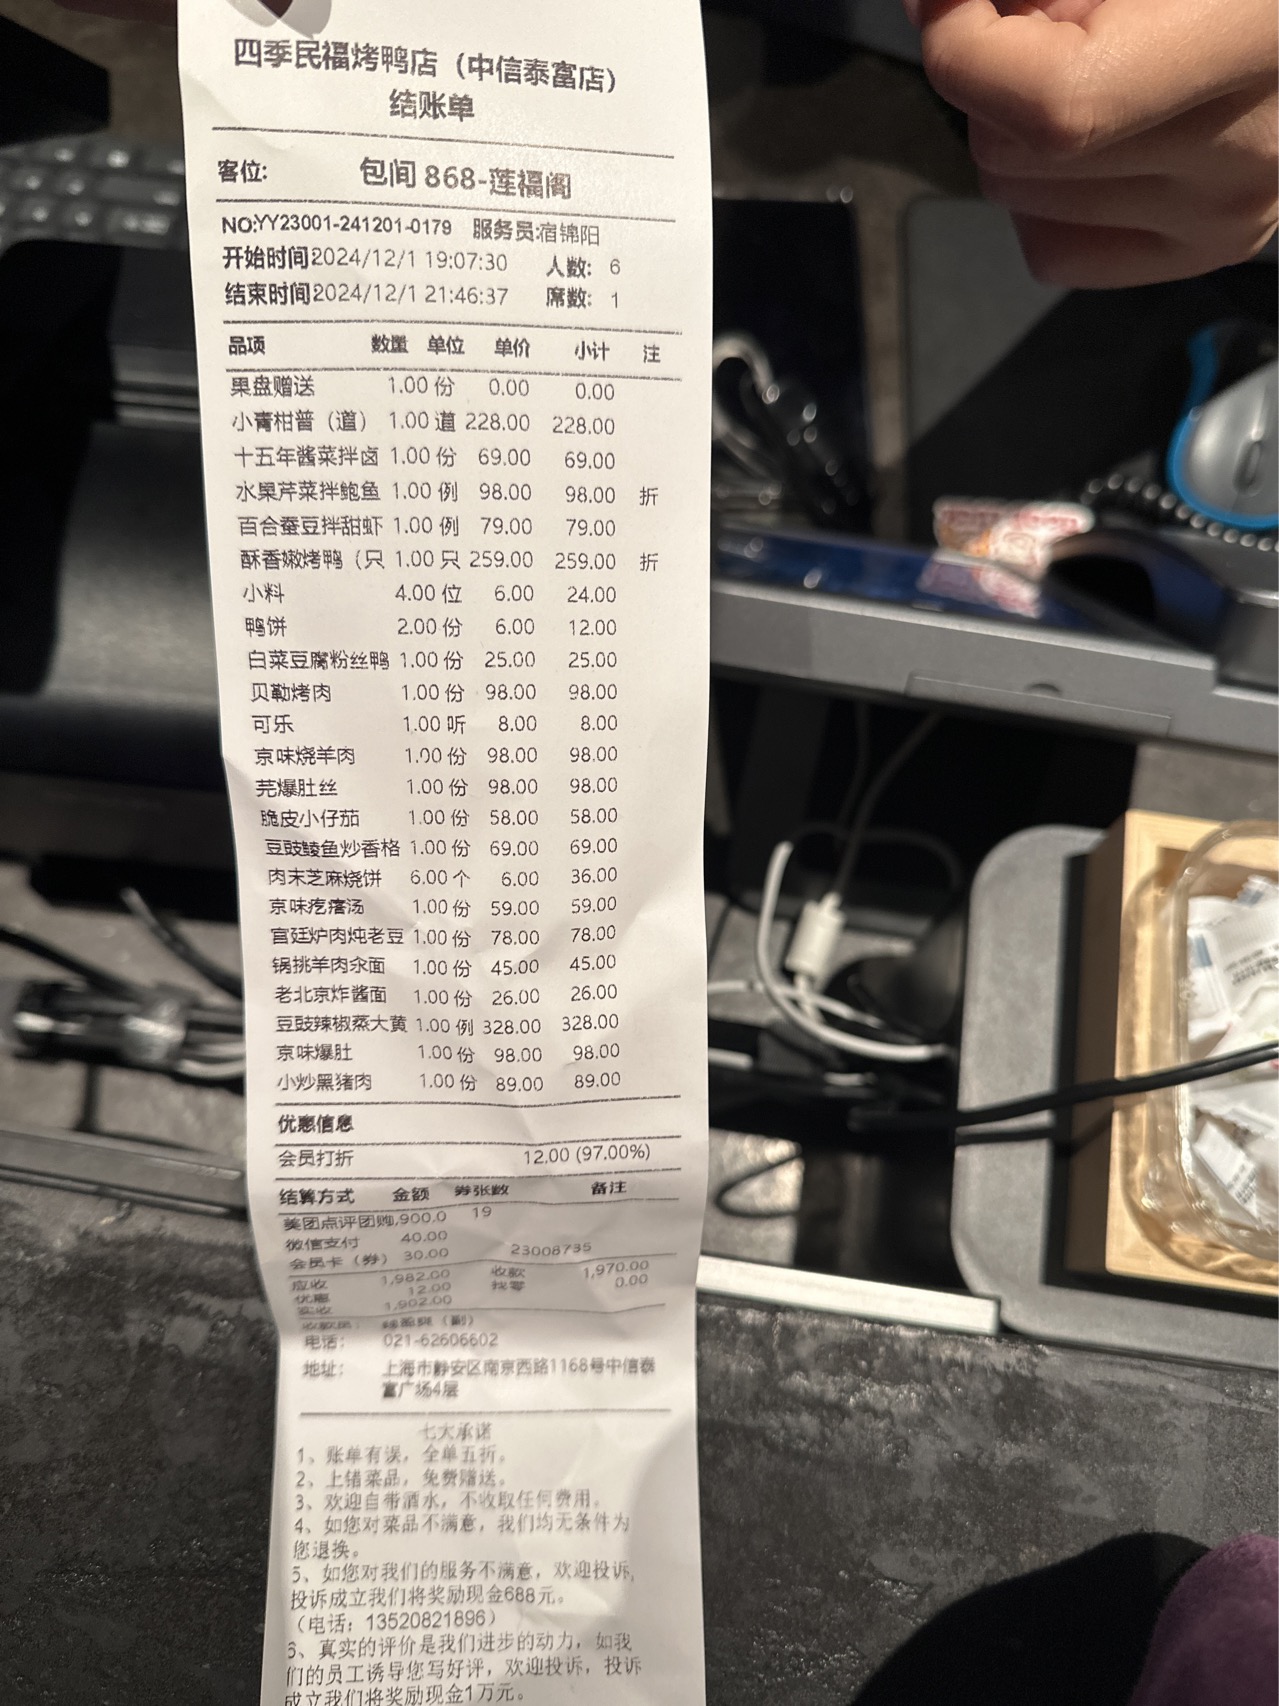 四季民福烤鸭店（中信泰富店）
结账单
客位: 包间 868-莲福阁
NO:YY23001-241201-0179 服务员:宿锦阳
开始时间2024/12/1 19:07:30 人数: 6
结束时间2024/12/1 21:46:37 席数: 1
品项 数量 单位 单价 小计 注
果盘赠送 1.00 份 0.00 0.00
小青柑普（道） 1.00 道 228.00 228.00
十五年酱菜拌卤 1.00 份 69.00 69.00
水果芹菜拌鲍鱼 1.00 例 98.00 98.00 折
百合蚕豆拌甜虾 1.00 例 79.00 79.00
酥香嫩烤鸭（只 1.00 只 259.00 259.00 折
小料 4.00 位 6.00 24.00
鸭饼 2.00 份 6.00 12.00
白菜豆腐粉丝鸭 1.00 份 25.00 25.00
贝勒烤肉 1.00 份 98.00 98.00
可乐 1.00 听 8.00 8.00
京味烧羊肉 1.00 份 98.00 98.00
芫爆肚丝 1.00 份 98.00 98.00
脆皮小仔茄 1.00 份 58.00 58.00
豆豉鲮鱼炒香格 1.00 份 69.00 69.00
肉末芝麻烧饼 6.00 个 6.00 36.00
京味疙瘩汤 1.00 份 59.00 59.00
宫廷炉肉炖老豆 1.00 份 78.00 78.00
锅挑羊肉汆面 1.00 份 45.00 45.00
老北京炸酱面 1.00 份 26.00 26.00
豆豉辣椒蒸大黄 1.00 例 328.00 328.00
京味爆肚 1.00 份 98.00 98.00
小炒黑猪肉 1.00 份 89.00 89.00
优惠信息
会员打折 12.00 (97.00%)
结算方式 金额 券张数 备注
美团点评团购,900.0 19
微信支付 40.00
会员卡（券） 30.00 23008735
应收 1,982.00 收款 1,970.00
优惠 12.00 找零 0.00
实收 1,902.00
收款员: （副）
电话: 021-62606602
地址: 上海市静安区南京西路1168号中信泰
富广场4层
七大承诺
1、账单有误，全单五折。
2、上错菜品，免费赠送。
3、欢迎自带酒水，不收取任何费用。
4、如您对菜品不满意，我们均无条件为
您退换。
5、如您对我们的服务不满意，欢迎投诉,
投诉成立我们将奖励现金688元。
（电话：13520821896）
6、真实的评价是我们进步的动力，如我
们的员工诱导您写好评，欢迎投诉，投诉
成立我们将奖励现金1万元。